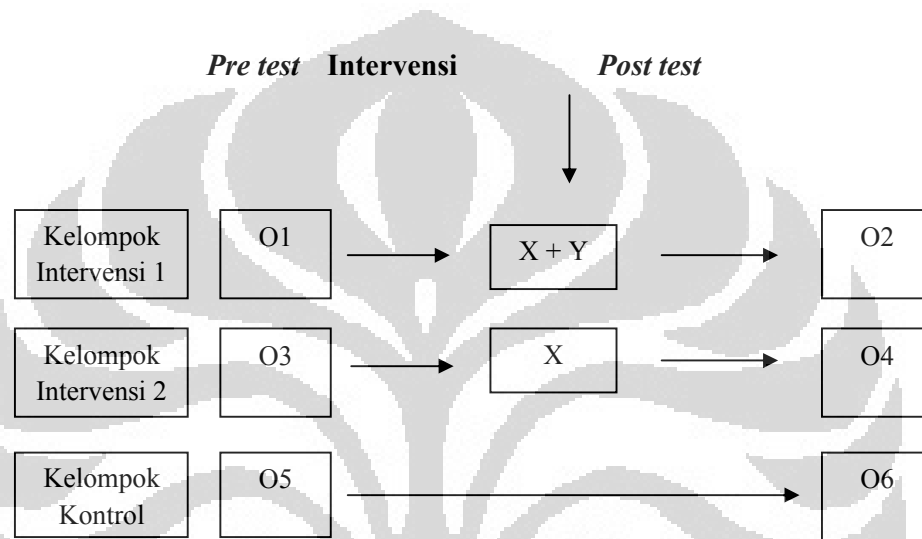 Pre test Intervensi Post test
Kelompok
Intervensi 1
O1
X + Y
O2
Kelompok
Intervensi 2
O3
X
O4
Kelompok
Kontrol
O5
O6